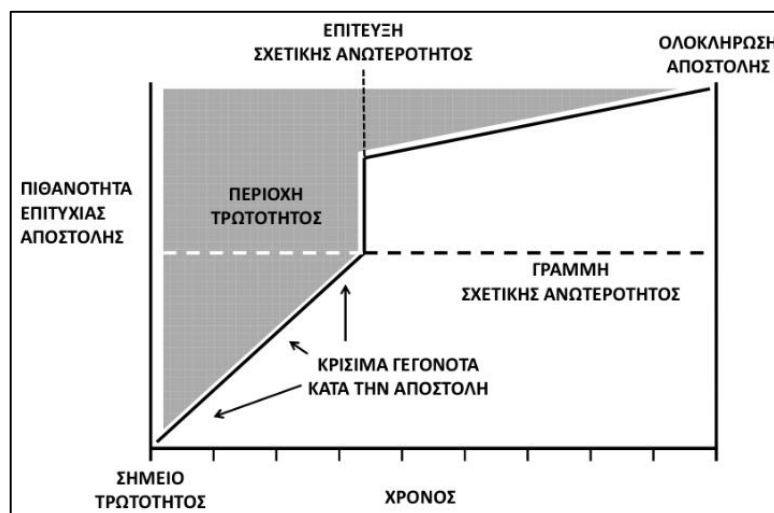 ΕΠΙΤΕΥΞΗ
ΣΧΕΤΙΚΗΣ ΑΝΩΤΕΡΟΤΗΤΟΣ
ΟΛΟΚΛΗΡΩΣΗ
ΑΠΟΣΤΟΛΗΣ
ΠΙΘΑΝΟΤΗΤΑ
ΕΠΙΤΥΧΙΑΣ
ΑΠΟΣΤΟΛΗΣ
ΠΕΡΙΟΧΗ
ΤΡΩΤΟΤΗΤΟΣ
ΓΡΑΜΜΗ
ΣΧΕΤΙΚΗΣ ΑΝΩΤΕΡΟΤΗΤΟΣ
ΚΡΙΣΙΜΑ ΓΕΓΟΝΟΤΑ
ΚΑΤΑ ΤΗΝ ΑΠΟΣΤΟΛΗ
ΣΗΜΕΙΟ
ΤΡΩΤΟΤΗΤΟΣ
ΧΡΟΝΟΣ